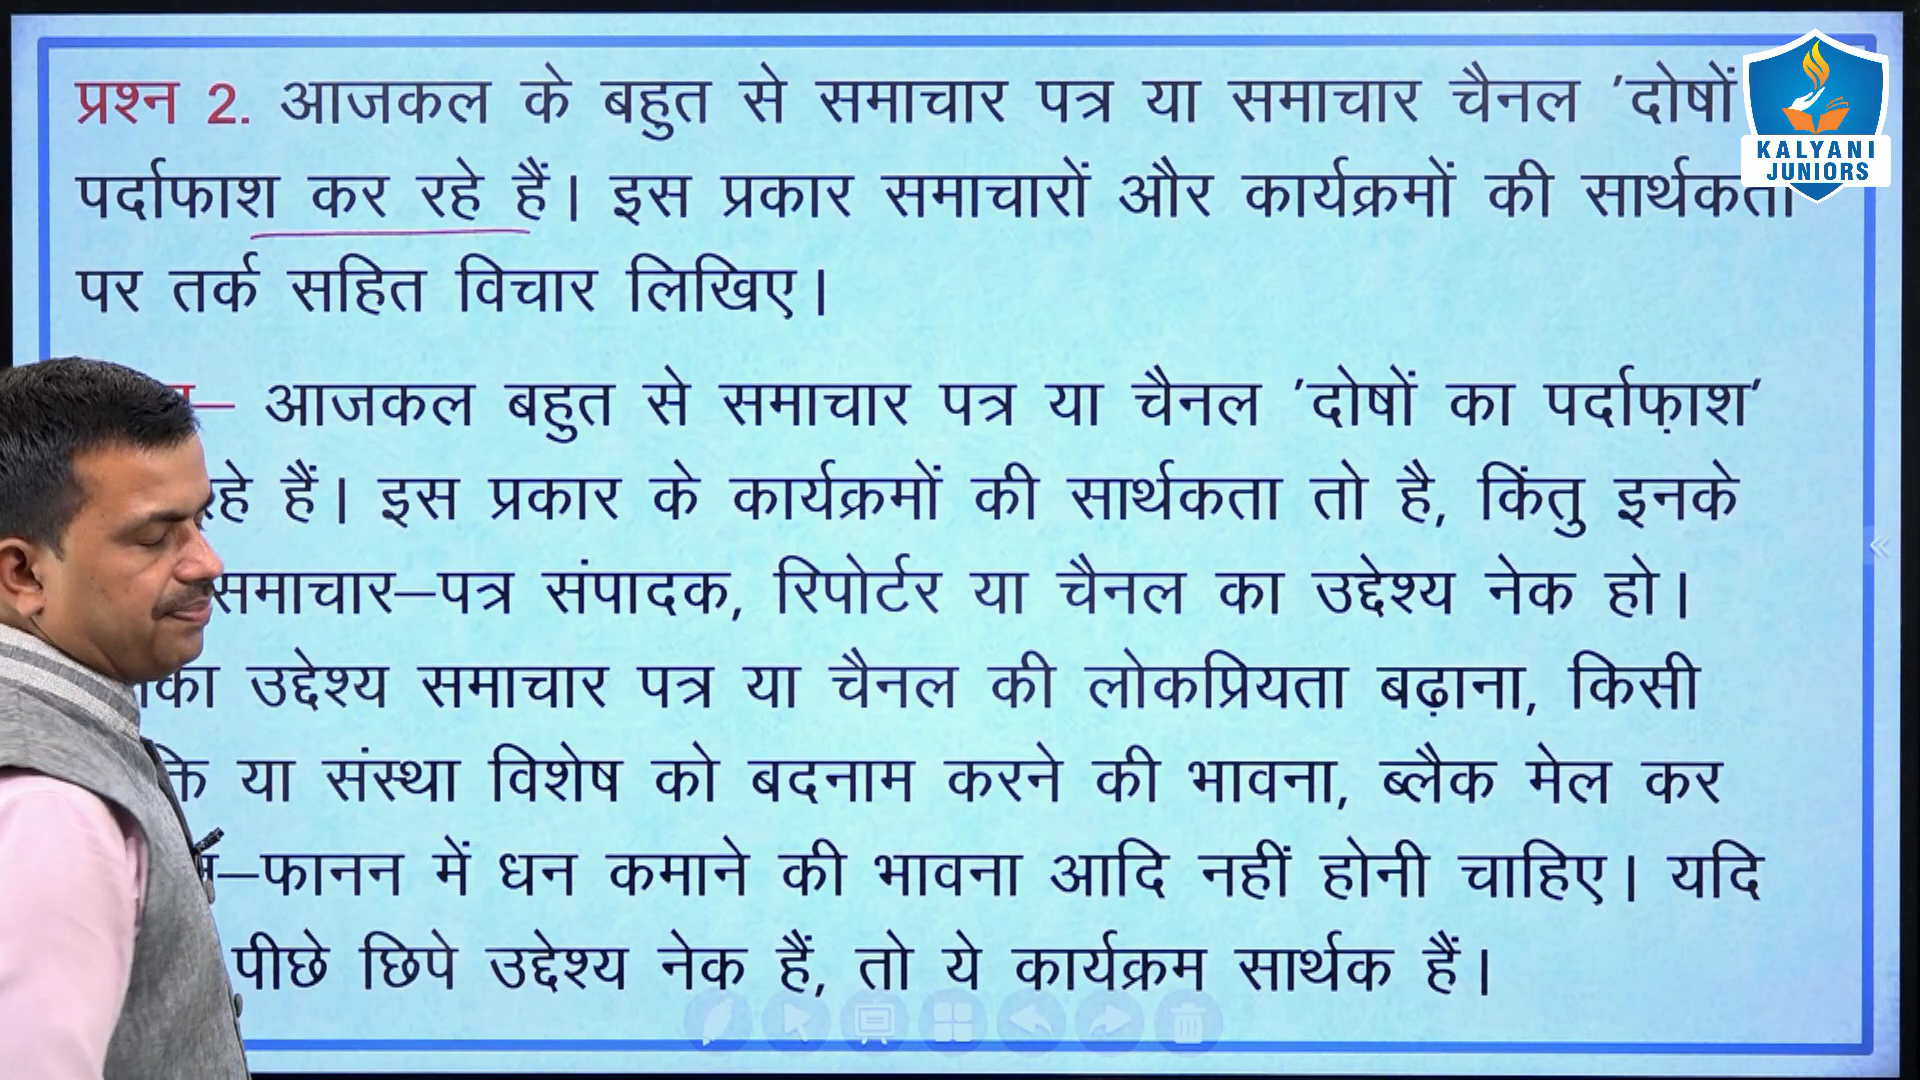 प्रश्न 2. आजकल के बहुत से समाचार पत्र या समाचार चैनल 'दोषों
पर्दाफाश कर रहे हैं। इस प्रकार समाचारों और कार्यक्रमों की सार्थकता
पर तर्क सहित विचार लिखिए।
आजकल बहुत से समाचार पत्र या चैनल 'दोषों का पर्दाफ़ाश'
रहे हैं। इस प्रकार के कार्यक्रमों की सार्थकता तो है, किंतु इनके
समाचार–पत्र संपादक, रिपोर्टर या चैनल का उद्देश्य नेक हो।
उद्देश्य समाचार पत्र या चैनल की लोकप्रियता बढ़ाना, किसी
या संस्था विशेष को बदनाम करने की भावना, ब्लैक मेल कर
–फानन में धन कमाने की भावना आदि नहीं होनी चाहिए। यदि
पीछे छिपे उद्देश्य नेक हैं, तो ये कार्यक्रम सार्थक हैं।
KALYANI
JUNIORS